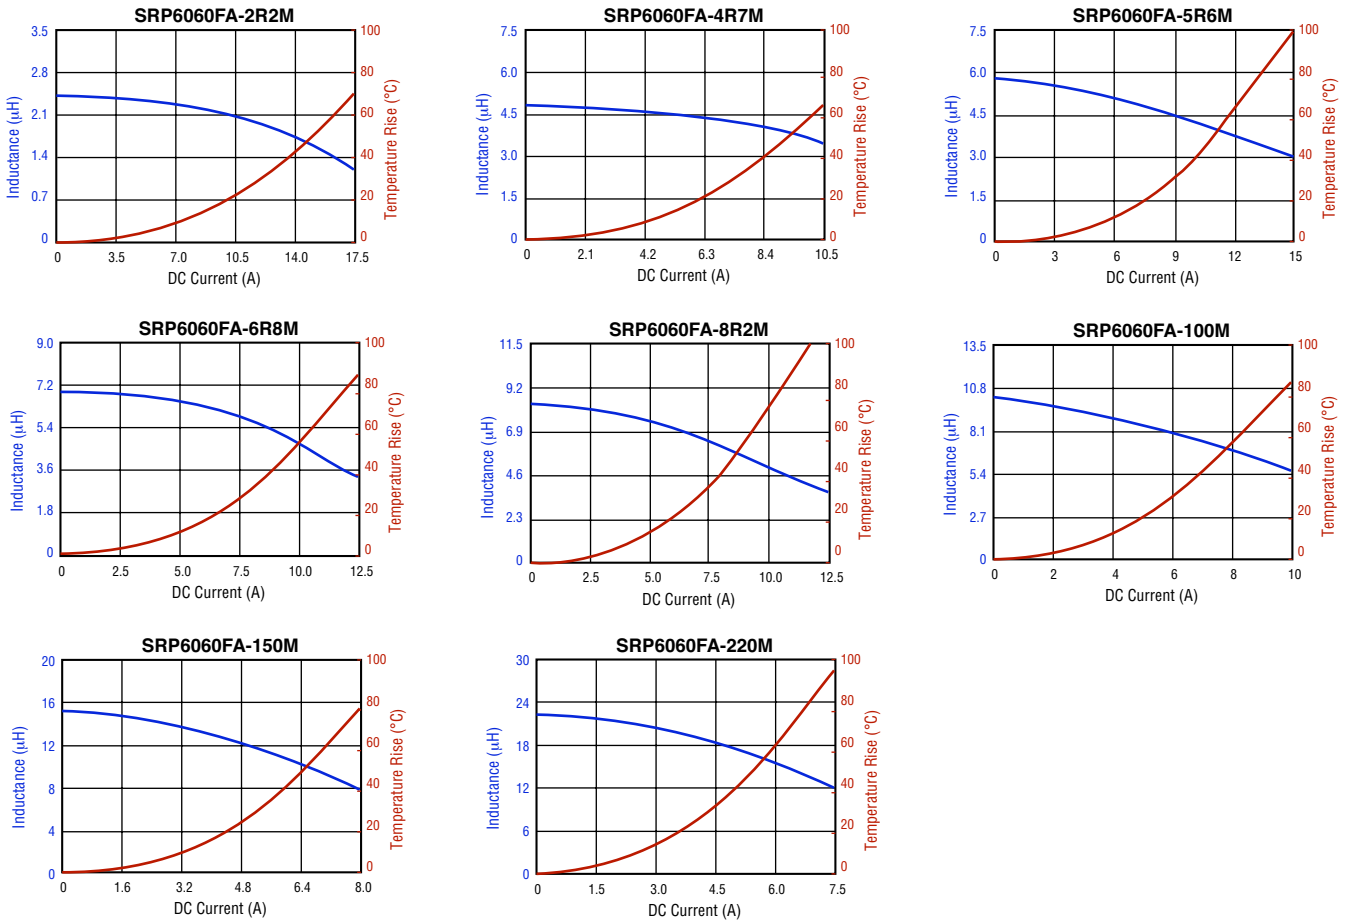 SRP6060FA-2R2M
3.5
2.8
2.1
1.4
0.7
0
Inductance (µH)
100
80
60
40
20
0
Temperature Rise (°C)
0 3.5 7.0 10.5 14.0 17.5
DC Current (A)
SRP6060FA-4R7M
7.5
6.0
4.5
3.0
1.5
0
Inductance (µH)
100
80
60
40
20
0
Temperature Rise (°C)
0 2.1 4.2 6.3 8.4 10.5
DC Current (A)
SRP6060FA-5R6M
7.5
6.0
4.5
3.0
1.5
0
Inductance (µH)
100
80
60
40
20
0
Temperature Rise (°C)
0 3 6 9 12 15
DC Current (A)
SRP6060FA-6R8M
9.0
7.2
5.4
3.6
1.8
0
Inductance (µH)
100
80
60
40
20
0
Temperature Rise (°C)
0 2.5 5.0 7.5 10.0 12.5
DC Current (A)
SRP6060FA-8R2M
11.5
9.2
6.9
4.6
2.3
0
Inductance (µH)
100
80
60
40
20
0
Temperature Rise (°C)
0 2.5 5.0 7.5 10.0 12.5
DC Current (A)
SRP6060FA-100M
13.5
10.8
8.1
5.4
2.7
0
Inductance (µH)
100
80
60
40
20
0
Temperature Rise (°C)
0 2 4 6 8 10
DC Current (A)
SRP6060FA-150M
20
16
12
8
4
0
Inductance (µH)
100
80
60
40
20
0
Temperature Rise (°C)
0 1.6 3.2 4.8 6.4 8.0
DC Current (A)
SRP6060FA-220M
30
24
18
12
6
0
Inductance (µH)
100
80
60
40
20
0
Temperature Rise (°C)
0 1.5 3.0 4.5 6.0 7.5
DC Current (A)